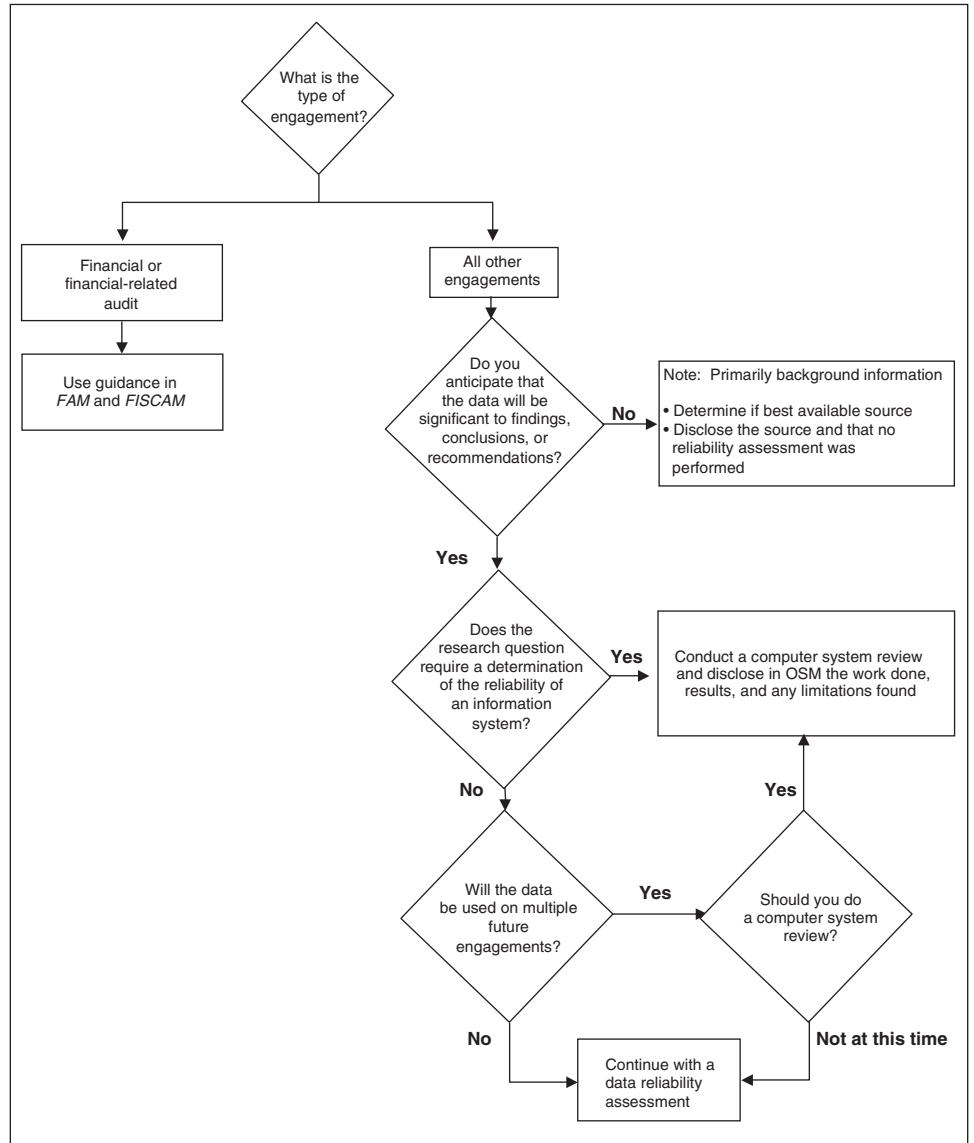 What is the
type of
engagement?
Financial or
financial-related
audit
All other
engagements
Use guidance in
FAM and FISCAM
Do you
anticipate that
the data will be
significant to findings,
conclusions, or
recommendations?
No
Note: Primarily background information
• Determine if best available source
• Disclose the source and that no
reliability assessment was
performed
Yes
Does the
research question
require a determination
of the reliability of
an information
system?
Yes
Conduct a computer system review
and disclose in OSM the work done,
results, and any limitations found
No
Yes
Will the data
be used on multiple
future
engagements?
Yes
Should you do
a computer system
review?
No
Not at this time
Continue with a
data reliability
assessment